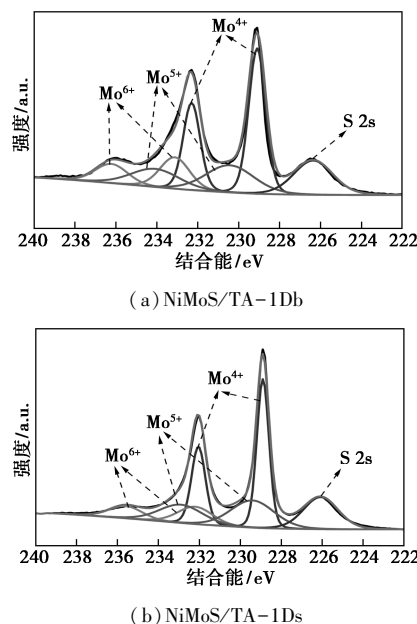 Mo4+
Mo5+
Mo6+
S 2s
强度/a.u.
240 238 236 234 232 230 228 226 224 222
结合能/eV
(a)NiMoS/TA-1Db
Mo4+
Mo5+
Mo6+
S 2s
强度/a.u.
240 238 236 234 232 230 228 226 224 222
结合能/eV
(b)NiMoS/TA-1Ds